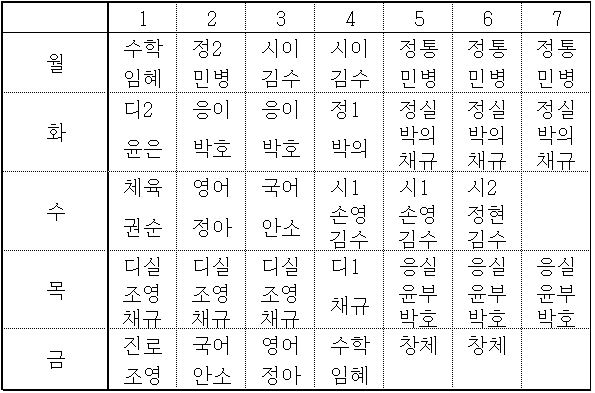 1 2 3 4 5 6 7
월 수학 정2 시이 시이 정통 정통 정통
임혜 민병 김수 김수 민병 민병 민병
화 디2 응이 응이 정1 정실 정실 정실
윤은 박호 박호 박의 박의 박의 박의
채규 채규 채규
수 체육 영어 국어 시1 시1 시2
권순 정아 안소 손영 손영 정현
김수 김수 김수
목 디실 디실 디실 디1 응실 응실 응실
조영 조영 조영 채규 윤부 윤부 윤부
채규 채규 채규 박호 박호 박호
금 진로 국어 영어 수학 창체 창체
조영 안소 정아 임혜